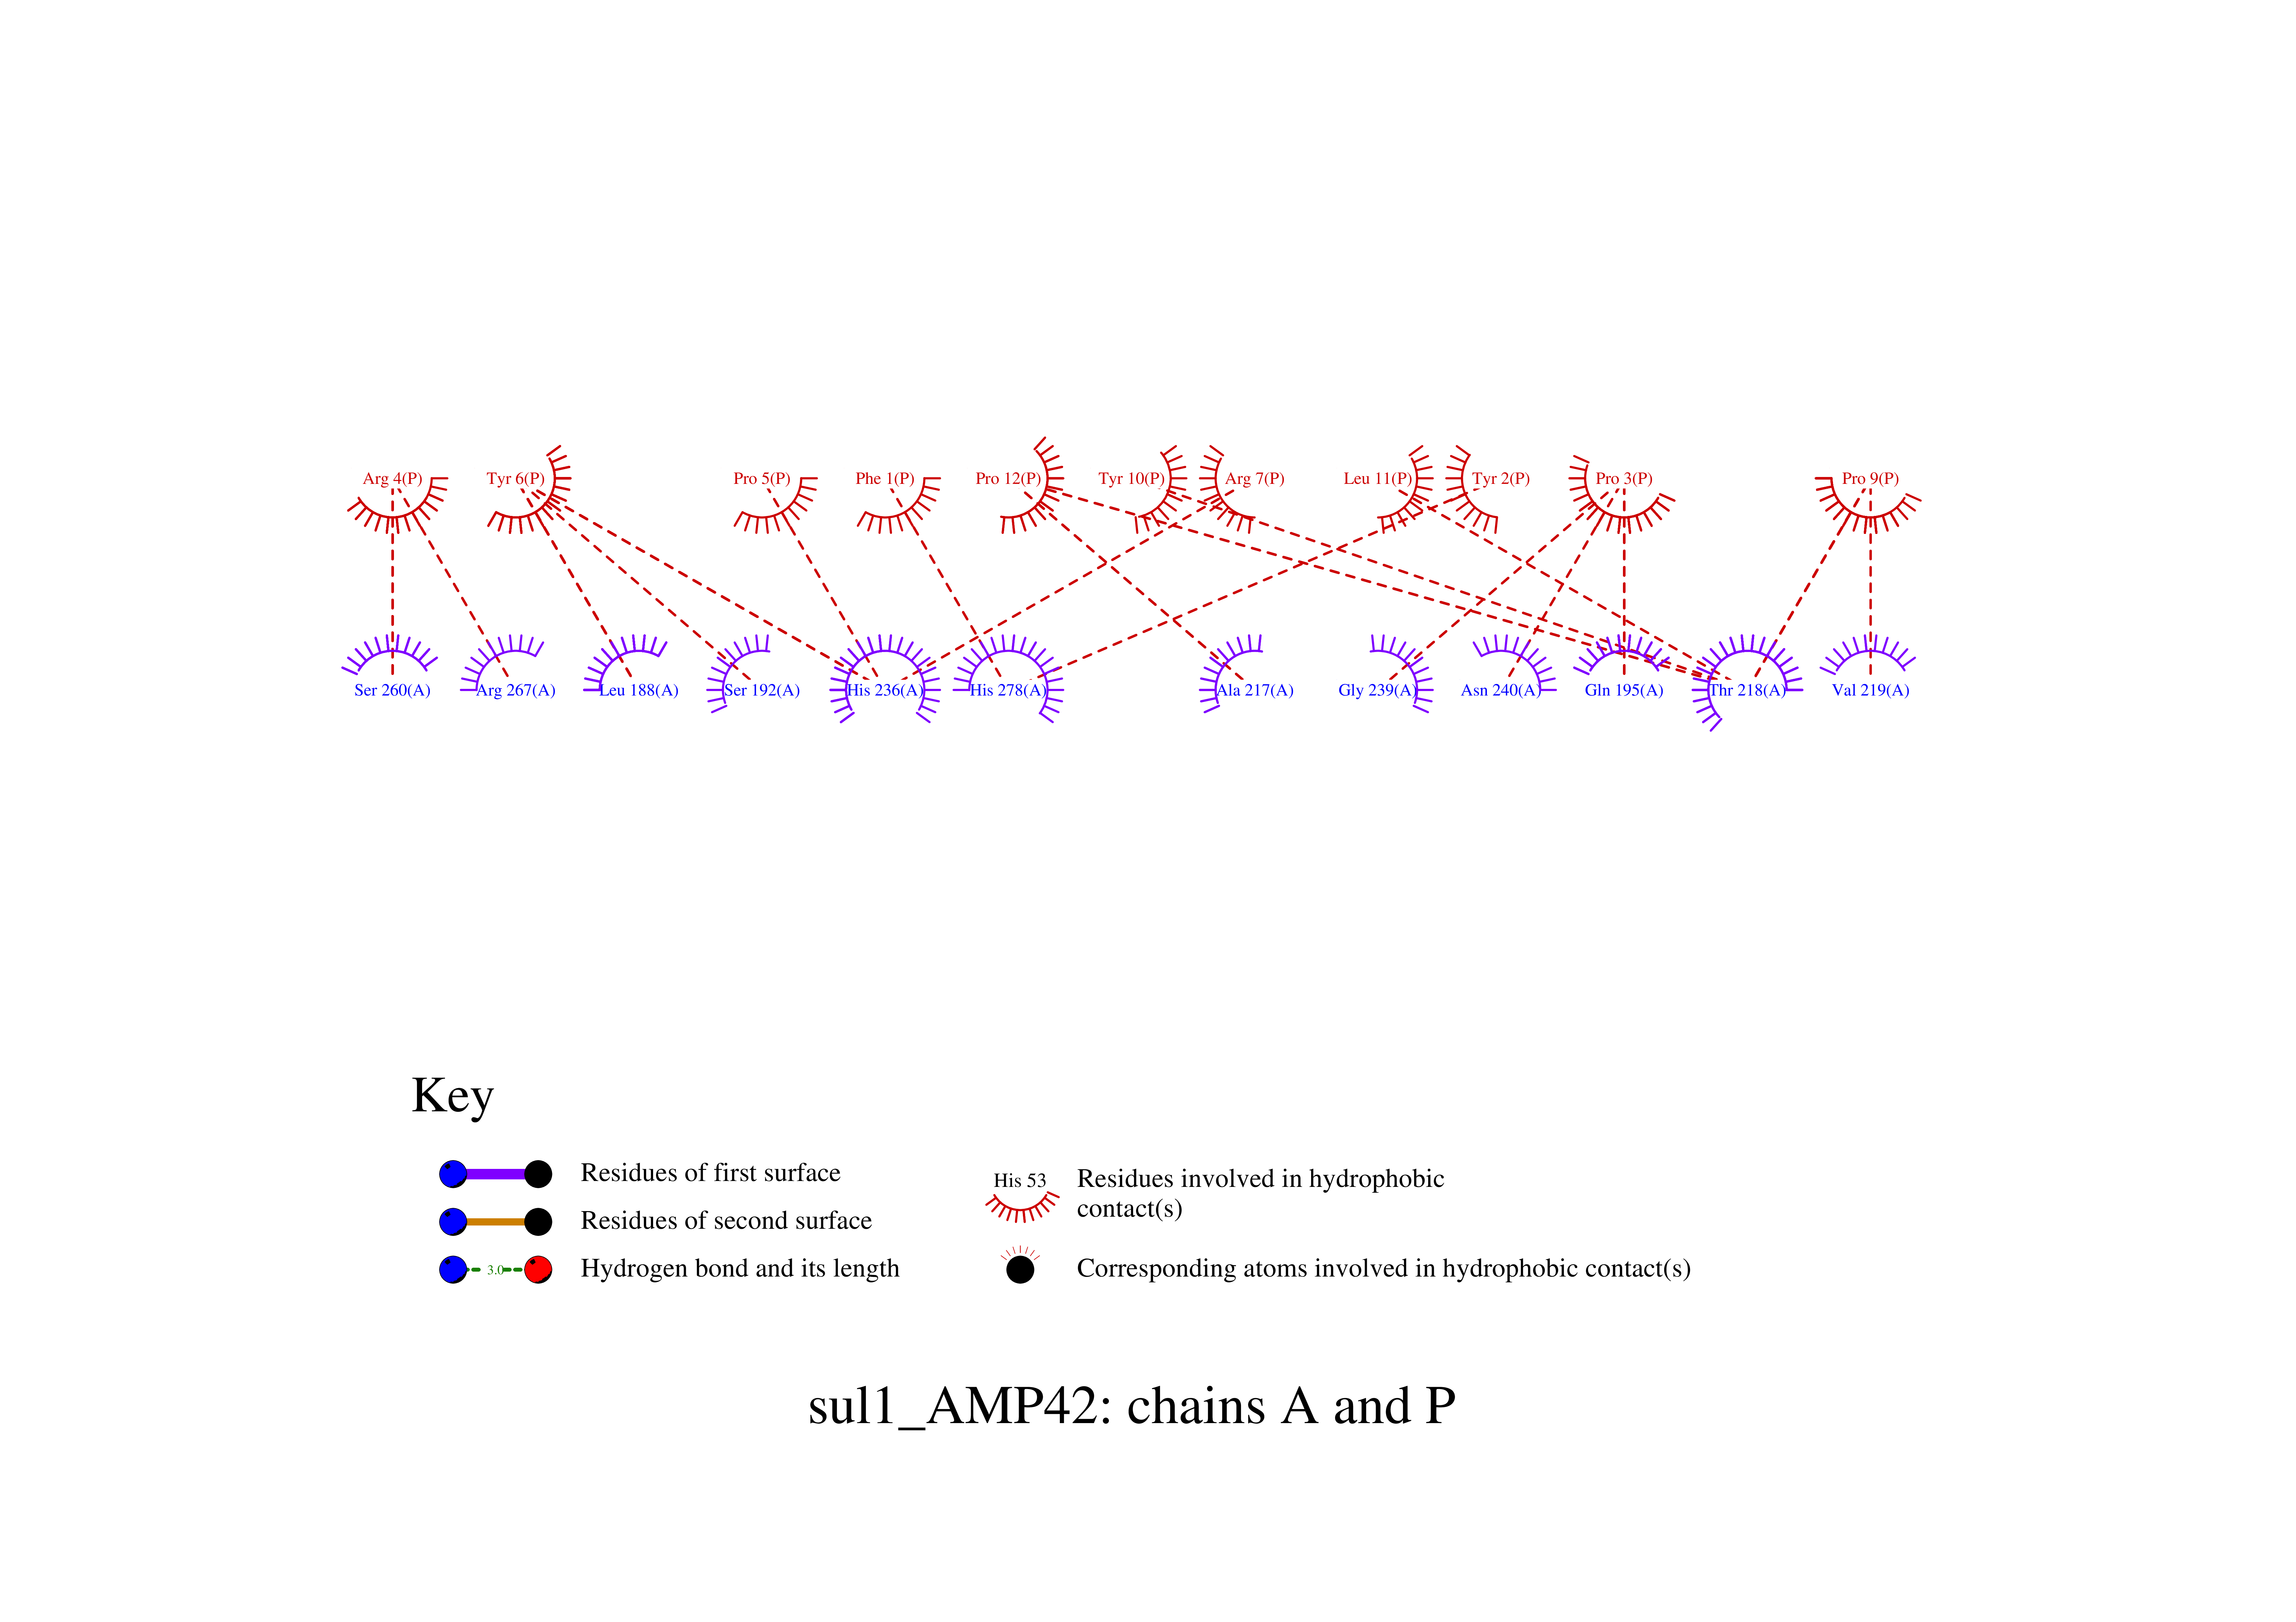 Arg 4(P) Tyr 6(P) Pro 5(P) Phe 1(P) Pro 12(P) Tyr 10(P) Arg 7(P) Leu 11(P) Tyr 2(P) Pro 3(P) Pro 9(P)
Ser 260(A) Arg 267(A) Leu 188(A) Ser 192(A) His 236(A) His 278(A) Ala 217(A) Gly 239(A) Asn 240(A) Gln 195(A) Thr 218(A) Val 219(A)
Key
Residues of first surface
Residues of second surface
3.0 Hydrogen bond and its length
His 53 Residues involved in hydrophobic
contact(s)
Corresponding atoms involved in hydrophobic contact(s)
sul1_AMP42: chains A and P